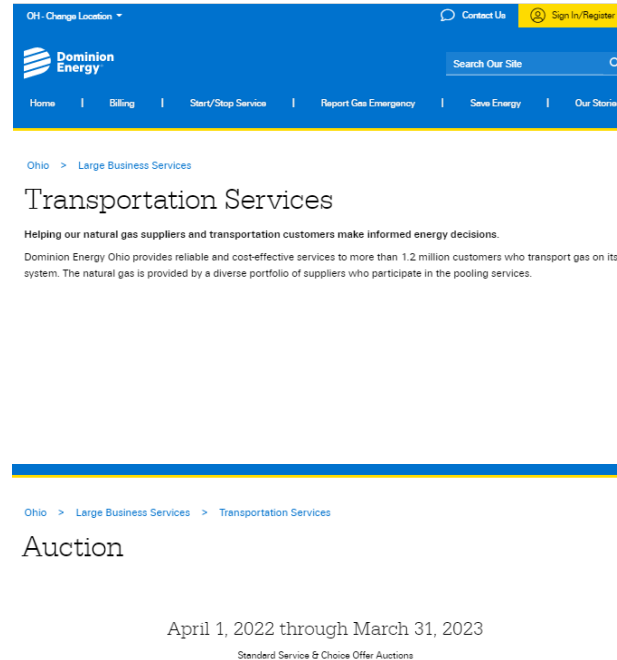 OH - Change Location
Contact Us
Sign In/Register
Dominion
Energy
Search Our Site
Home | Billing | Start/Stop Service | Report Gas Emergency | Save Energy | Our Stories
Ohio > Large Business Services
Transportation Services
Helping our natural gas suppliers and transportation customers make informed energy decisions.
Dominion Energy Ohio provides reliable and cost-effective services to more than 1.2 million customers who transport gas on its
system. The natural gas is provided by a diverse portfolio of suppliers who participate in the pooling services.
Ohio > Large Business Services > Transportation Services
Auction
April 1, 2022 through March 31, 2023
Standard Service & Choice Offer Auctions